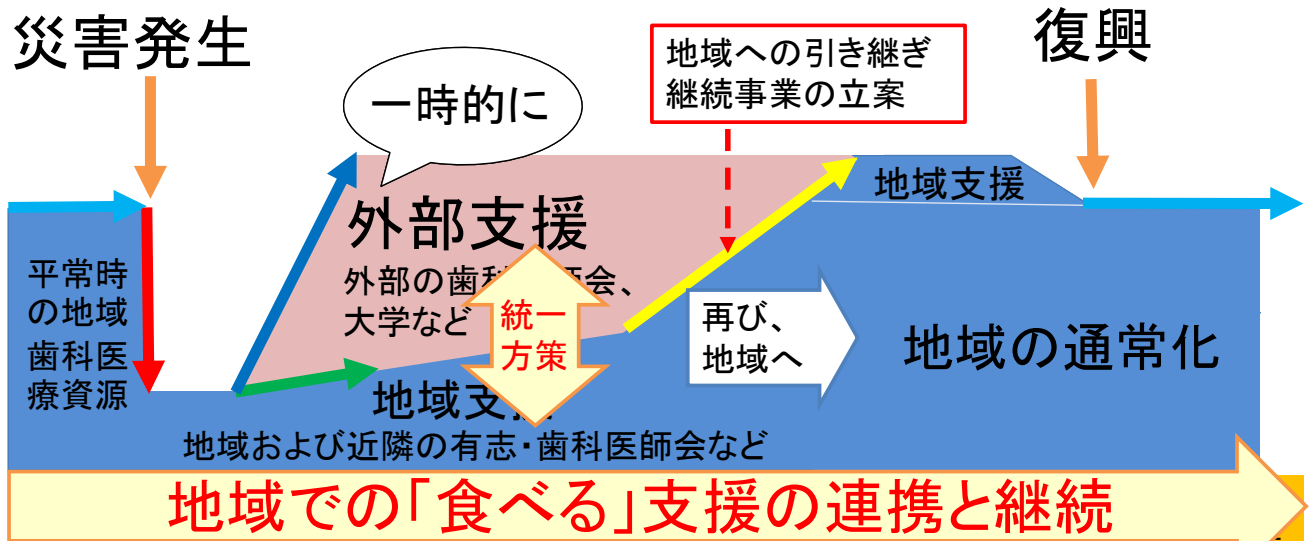 災害発生
一時的に
地域への引き継ぎ
継続事業の立案
復興
平常時
の地域
歯科医
療資源
外部支援
外部の歯科 師会、
大学など
統一
方策
地域支援
再び、
地域へ
地域の通常化
地域支
地域および近隣の有志・歯科医師会など
地域での「食べる」支援の連携と継続